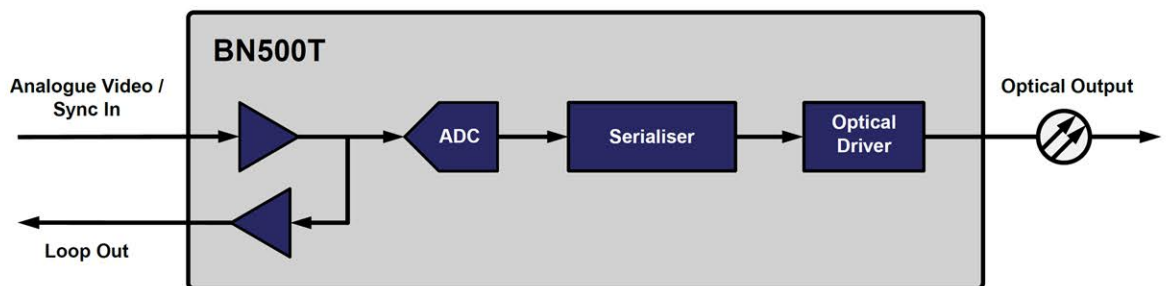 BN500T
Analogue Video /
Sync In
Optical Output
ADC
Serialiser
Optical
Driver
Loop Out